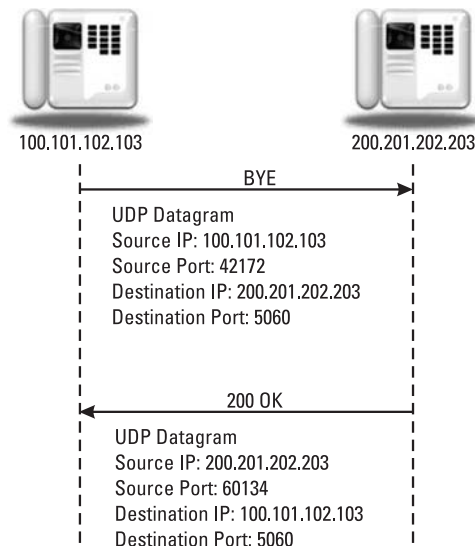 100.101.102.103 200.201.202.203
BYE
UDP Datagram
Source IP: 100.101.102.103
Source Port: 42172
Destination IP: 200.201.202.203
Destination Port: 5060
200 OK
UDP Datagram
Source IP: 200.201.202.203
Source Port: 60134
Destination IP: 100.101.102.103
Destination Port: 5060